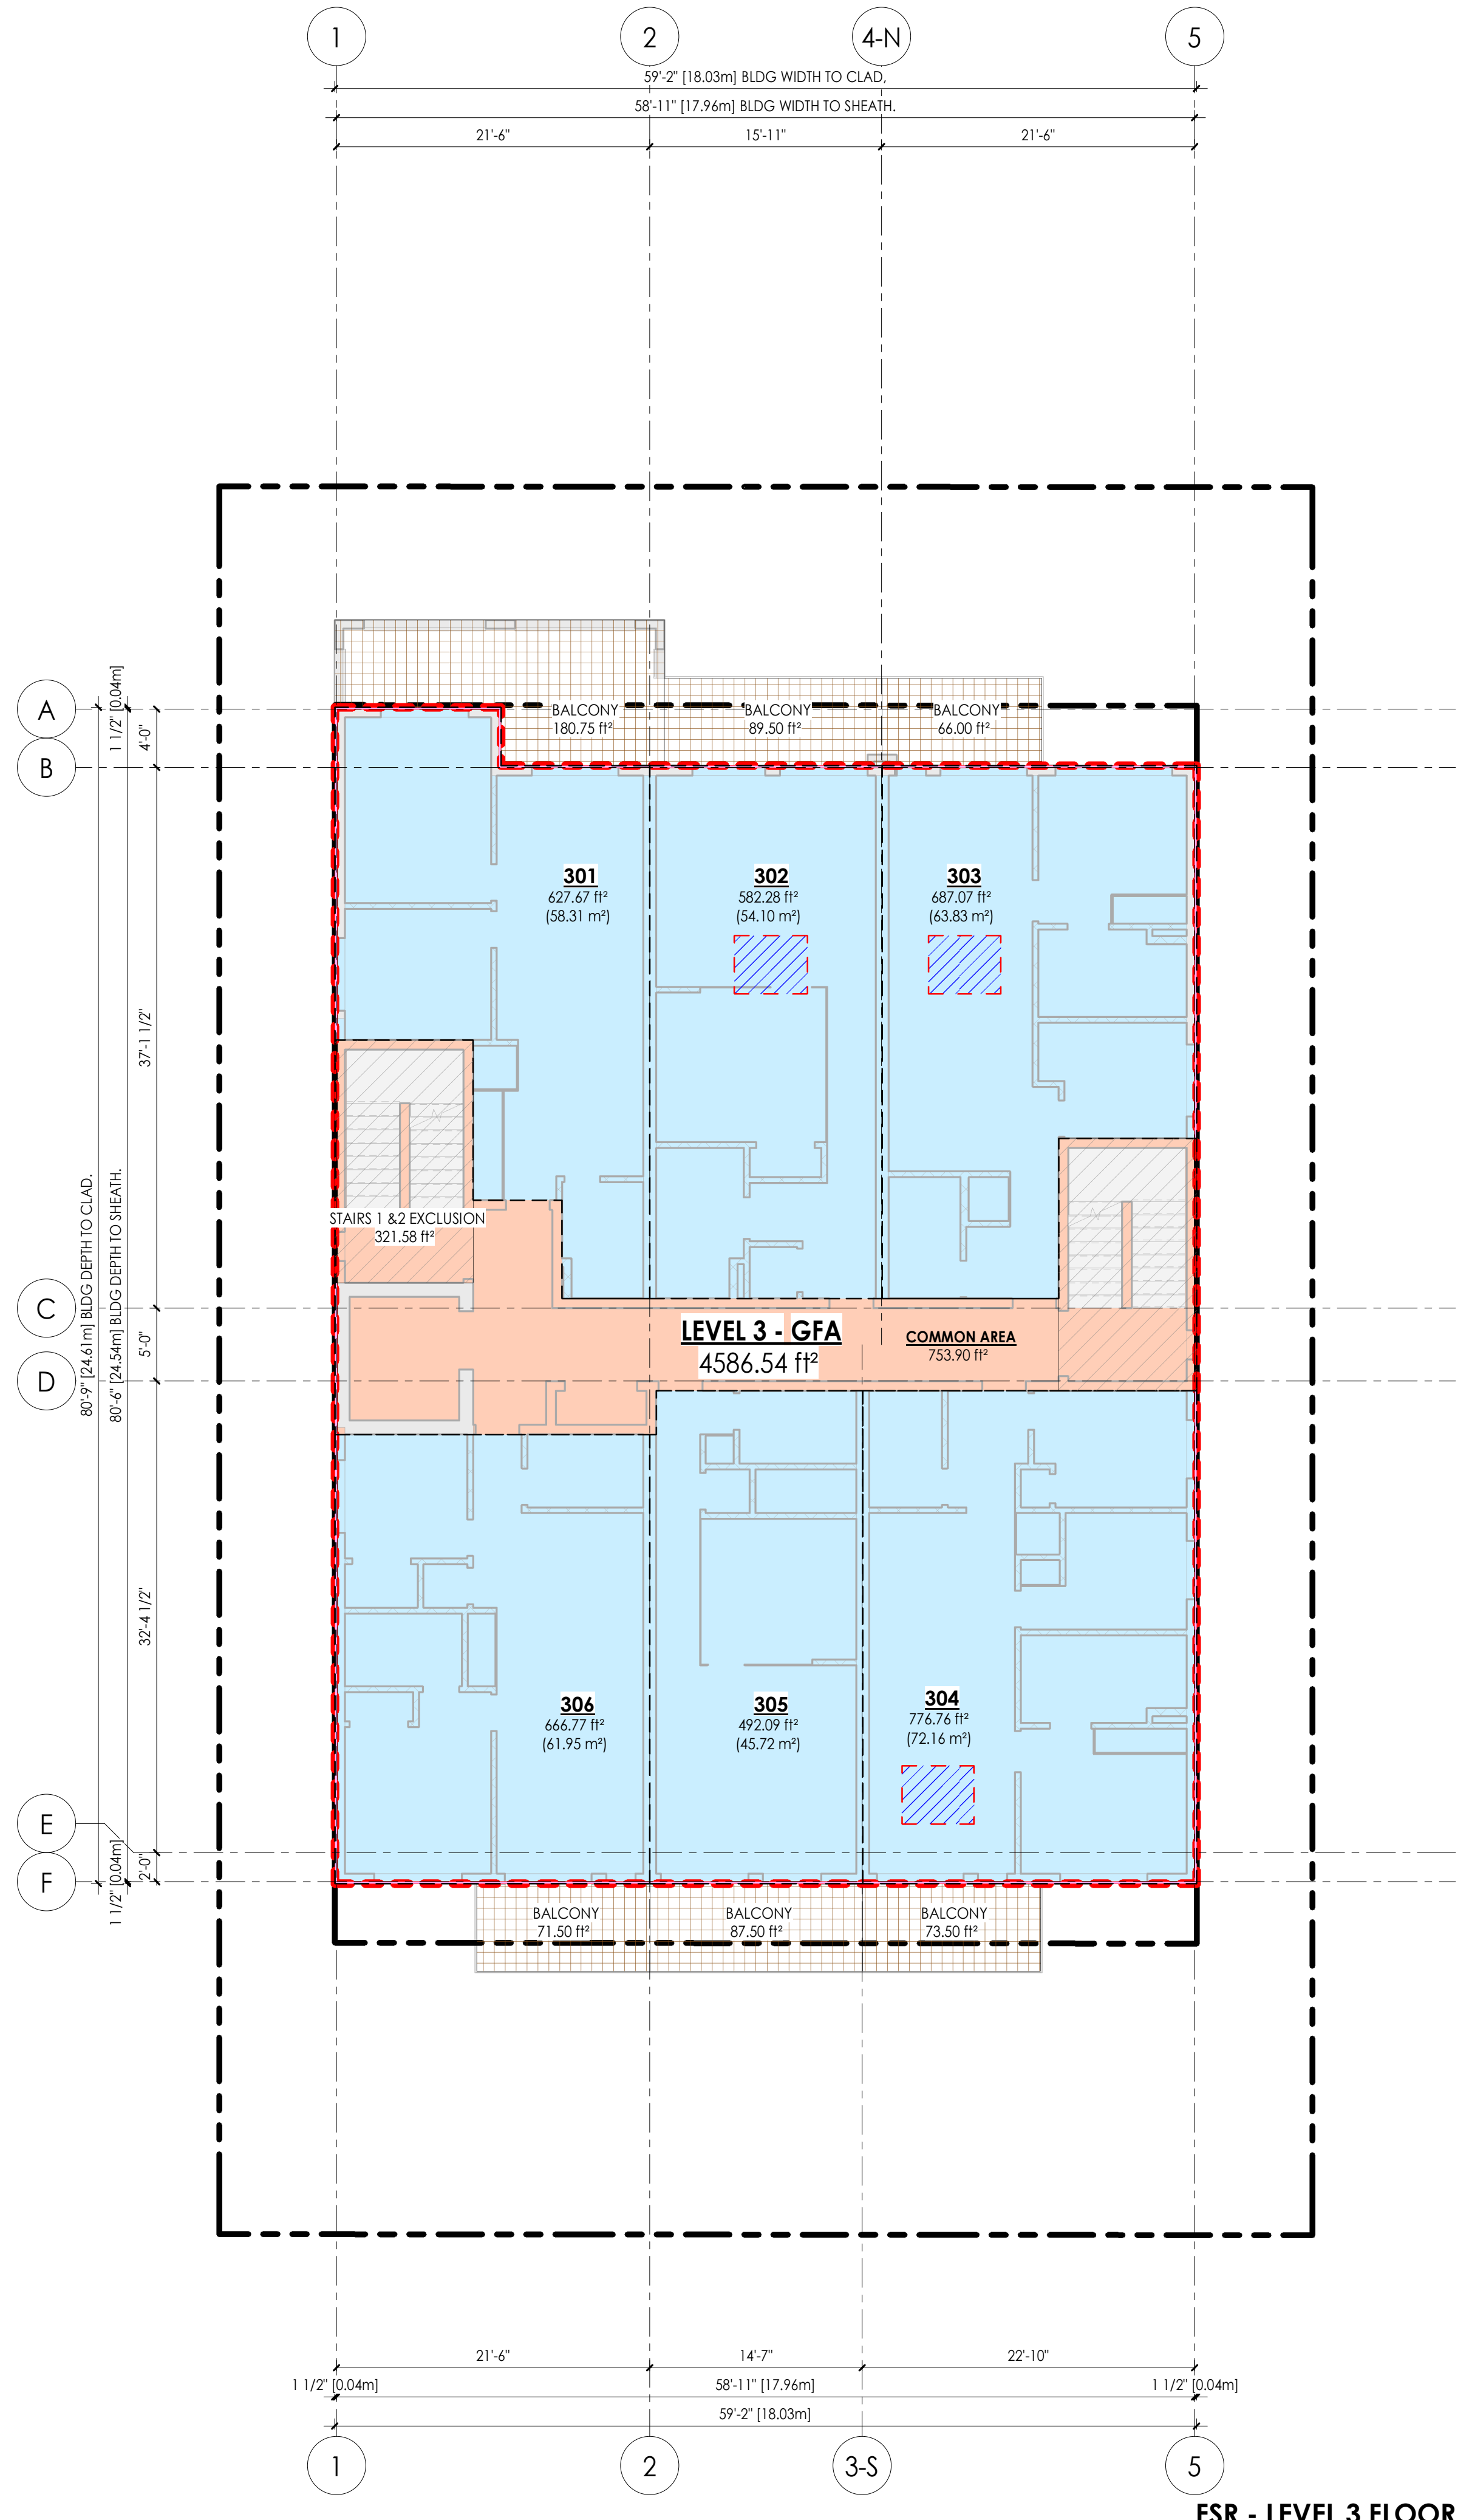 1
2
4-N
5
59'-2" [18.03m] BLDG WIDTH TO CLAD,
58'-11" [17.96m] BLDG WIDTH TO SHEATH.
21'-6"
15'-11"
21'-6"
A
B
C
D
E
F
80'-9" [24.61m] BLDG DEPTH TO CLAD.
80'-6" [24.54m] BLDG DEPTH TO SHEATH.
1 1/2" [0.04m]
4'-0"
37'-1 1/2"
5'-0"
32'-4 1/2"
2'-0"
1 1/2" [0.04m]
BALCONY
180.75 ft²
BALCONY
89.50 ft²
BALCONY
66.00 ft²
301
627.67 ft²
(58.31 m²)
302
582.28 ft²
(54.10 m²)
303
687.07 ft²
(63.83 m²)
STAIRS 1 &2 EXCLUSION
321.58 ft²
LEVEL 3 - GFA
4586.54 ft²
COMMON AREA
753.90 ft²
306
666.77 ft²
(61.95 m²)
305
492.09 ft²
(45.72 m²)
304
776.76 ft²
(72.16 m²)
BALCONY
71.50 ft²
BALCONY
87.50 ft²
BALCONY
73.50 ft²
21'-6"
14'-7"
22'-10"
1 1/2" [0.04m]
58'-11" [17.96m]
1 1/2" [0.04m]
59'-2" [18.03m]
1
2
3-S
5
FSR - LEVEL 3 FLOOR